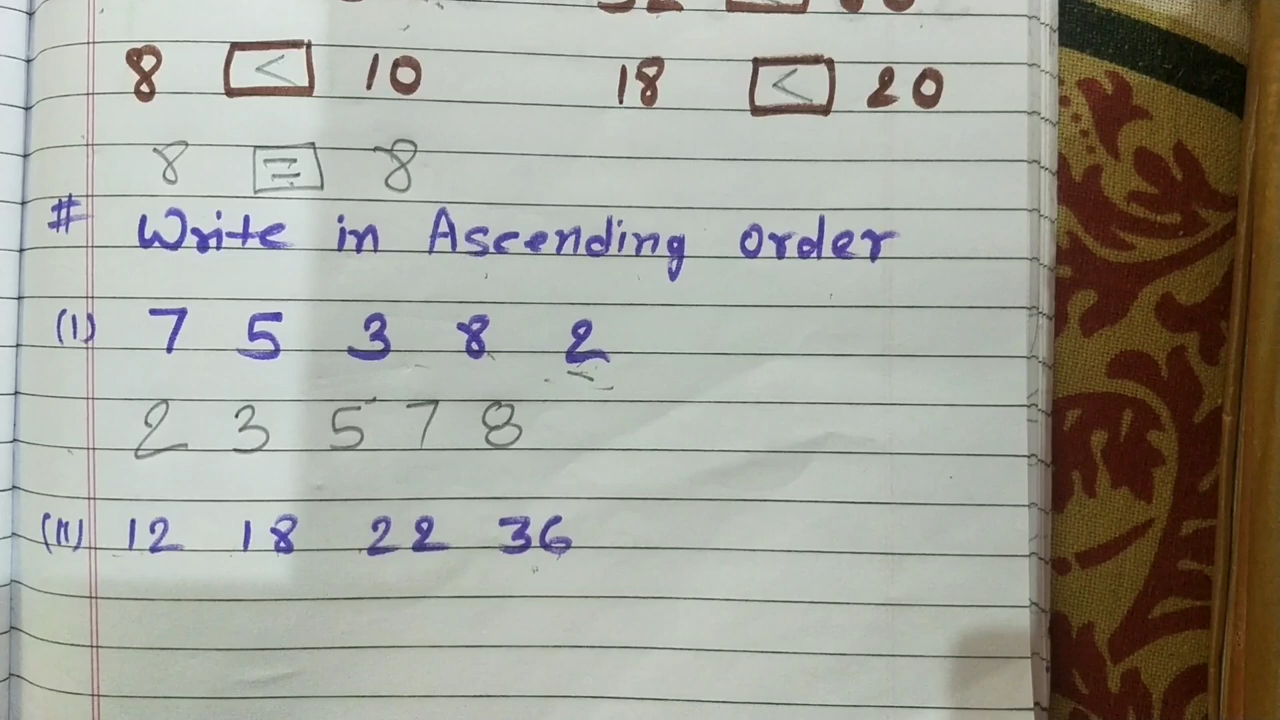 8 < 10 18 < 20
8 = 8
# Write in Ascending order
(I) 7 5 3 8 2
2 3 5 7 8
(II) 12 18 22 36